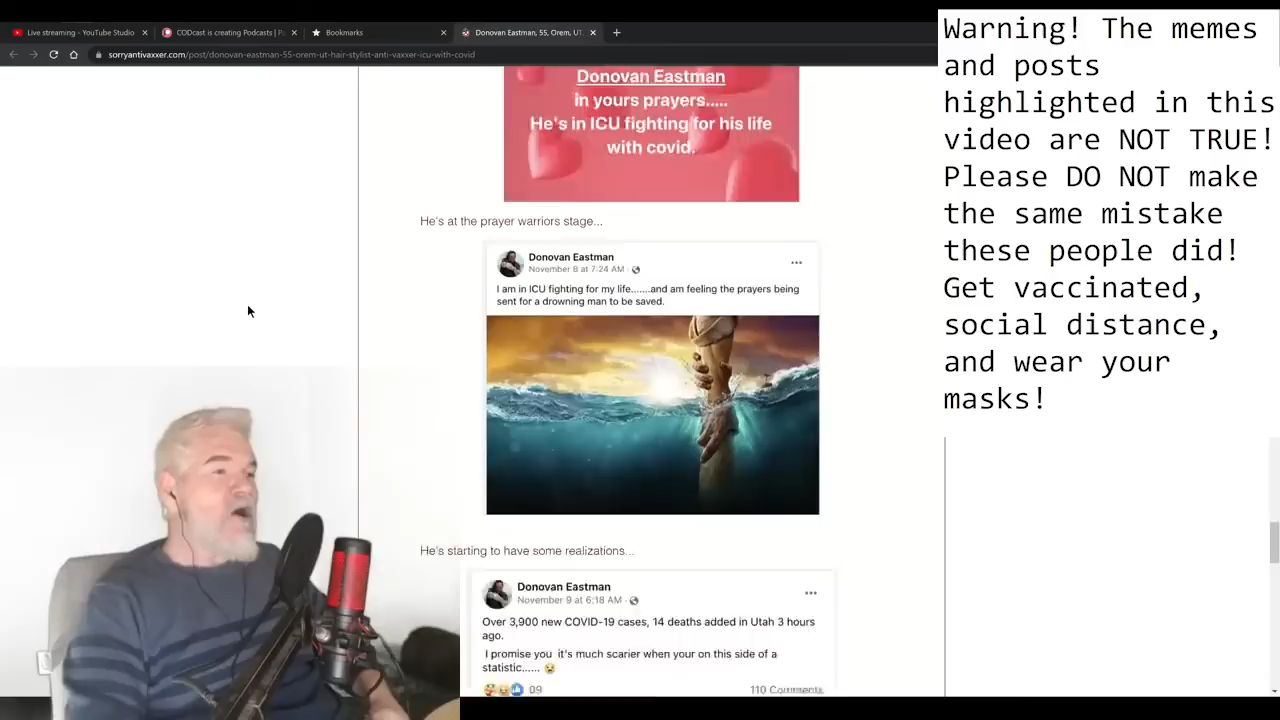 Live streaming - YouTube Studio
CODcast is creating Podcasts | Pa
Bookmarks
Donovan Eastman, 55, Orem, UT
sorryantivaxxer.com/post/donovan-eastman-55-orem-ut-hair-stylist-anti-vaxxer-icu-with-covid
Donovan Eastman
in yours prayers.....
He's in ICU fighting for his life
with covid.
He's at the prayer warriors stage...
Donovan Eastman
November 8 at 7:24 AM
I am in ICU fighting for my life.......and am feeling the prayers being
sent for a drowning man to be saved.
He's starting to have some realizations...
Donovan Eastman
November 9 at 6:18 AM
Over 3,900 new COVID-19 cases, 14 deaths added in Utah 3 hours
ago.
I promise you it's much scarier when your on this side of a
statistic......
110 Comments
Warning! The memes
and posts
highlighted in this
video are NOT TRUE!
Please DO NOT make
the same mistake
these people did!
Get vaccinated,
social distance,
and wear your
masks!